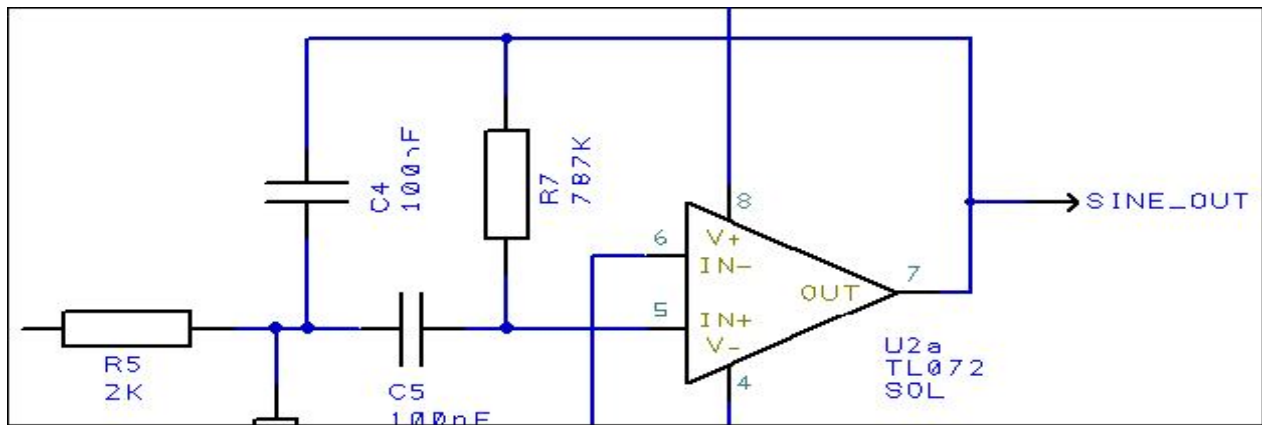 C4
100nF
R7
787K
8
V+
6
IN-
SINE_OUT
7
OUT
5
IN+
V-
4
R5
2K
C5
100nF
U2a
TL072
SOL